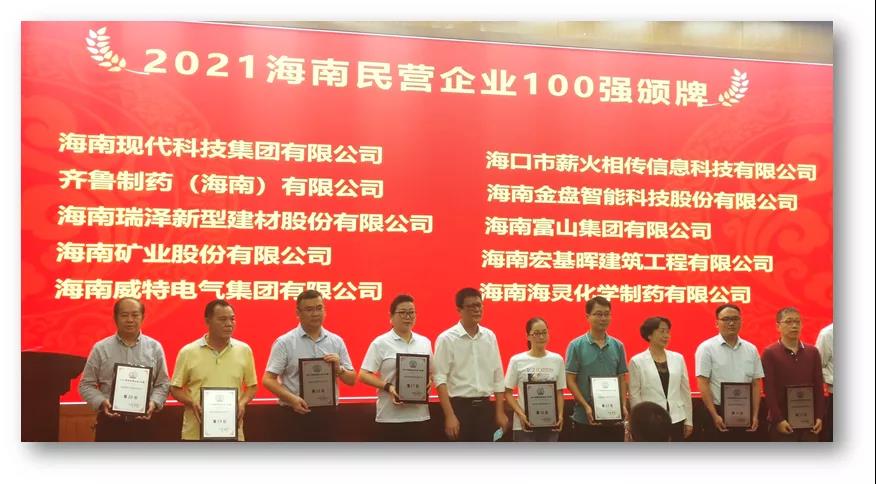 2021海南民营企业100强颁牌
海南现代科技集团有限公司
齐鲁制药（海南）有限公司
海南瑞泽新型建材股份有限公司
海南矿业股份有限公司
海南威特电气集团有限公司
海口市薪火相传信息科技有限公司
海南金盘智能科技股份有限公司
海南富山集团有限公司
海南宏基晖建筑工程有限公司
海南海灵化学制药有限公司